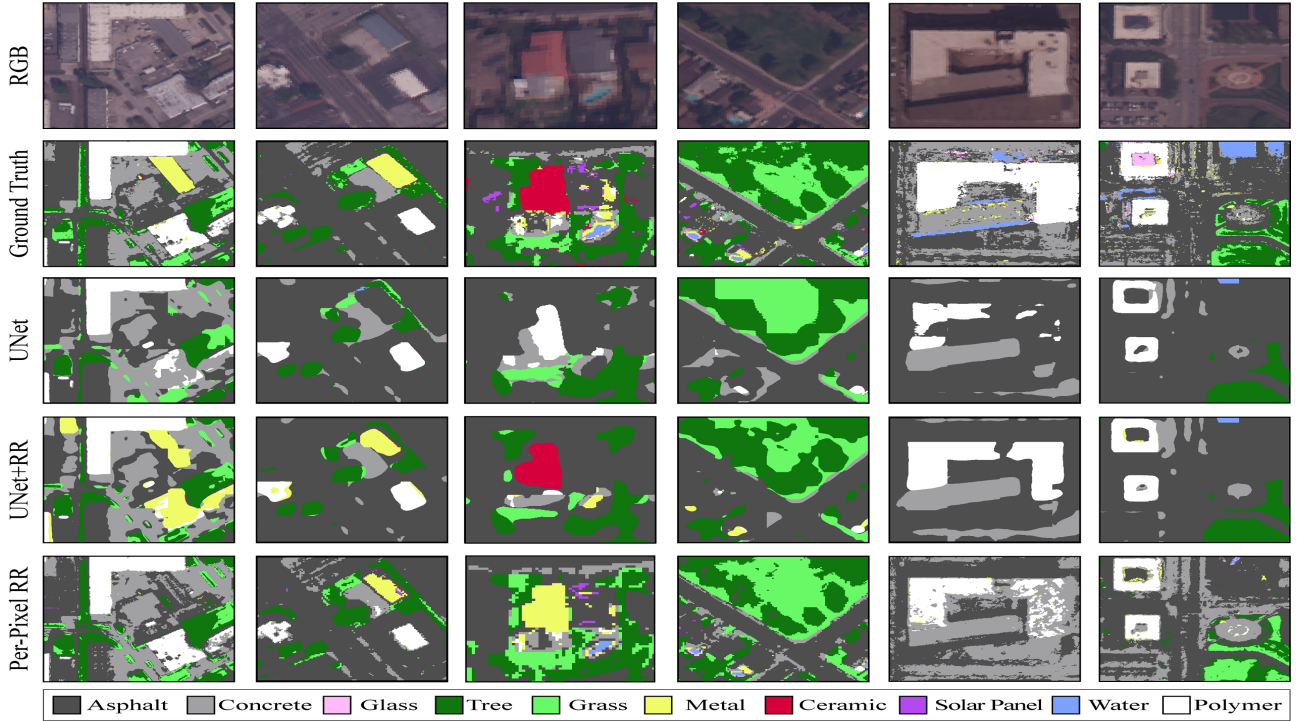 RGB
Ground Truth
UNet
UNet+RR
Per-Pixel RR
Asphalt Concrete Glass Tree Grass Metal Ceramic Solar Panel Water Polymer